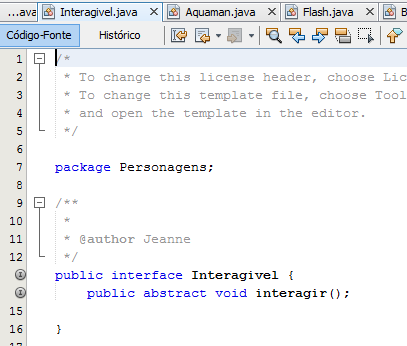 ...ava
Interagivel.java
Aquaman.java
Flash.java
B
Código-Fonte
Histórico
1 /*
2 * To change this license header, choose Lic
3 * To change this template file, choose Tool
4 * and open the template in the editor.
5 */
6
7 package Personagens;
8
9 /**
10 *
11 * @author Jeanne
12 */
public interface Interagivel {
public abstract void interagir();
15
16 }